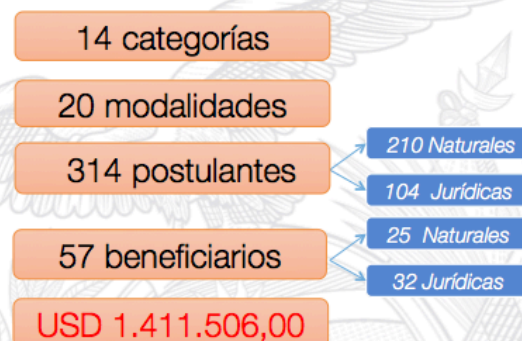 14 categorías
20 modalidades
314 postulantes
210 Naturales
104 Jurídicas
57 beneficiarios
25 Naturales
32 Jurídicas
USD 1.411.506,00